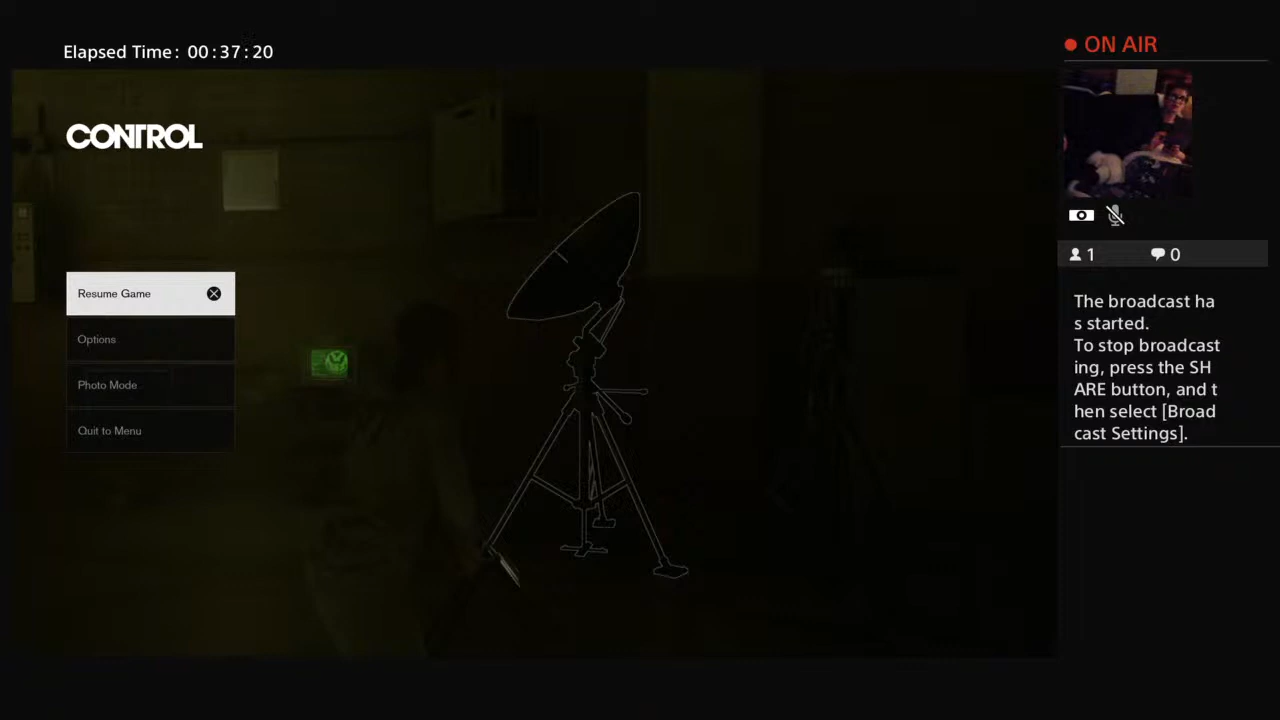 Elapsed Time: 00:37:20
ON AIR
CONTROL
1
0
Resume Game
Options
Photo Mode
Quit to Menu
The broadcast ha
s started.
To stop broadcast
ing, press the SH
ARE button, and t
hen select [Broad
cast Settings].